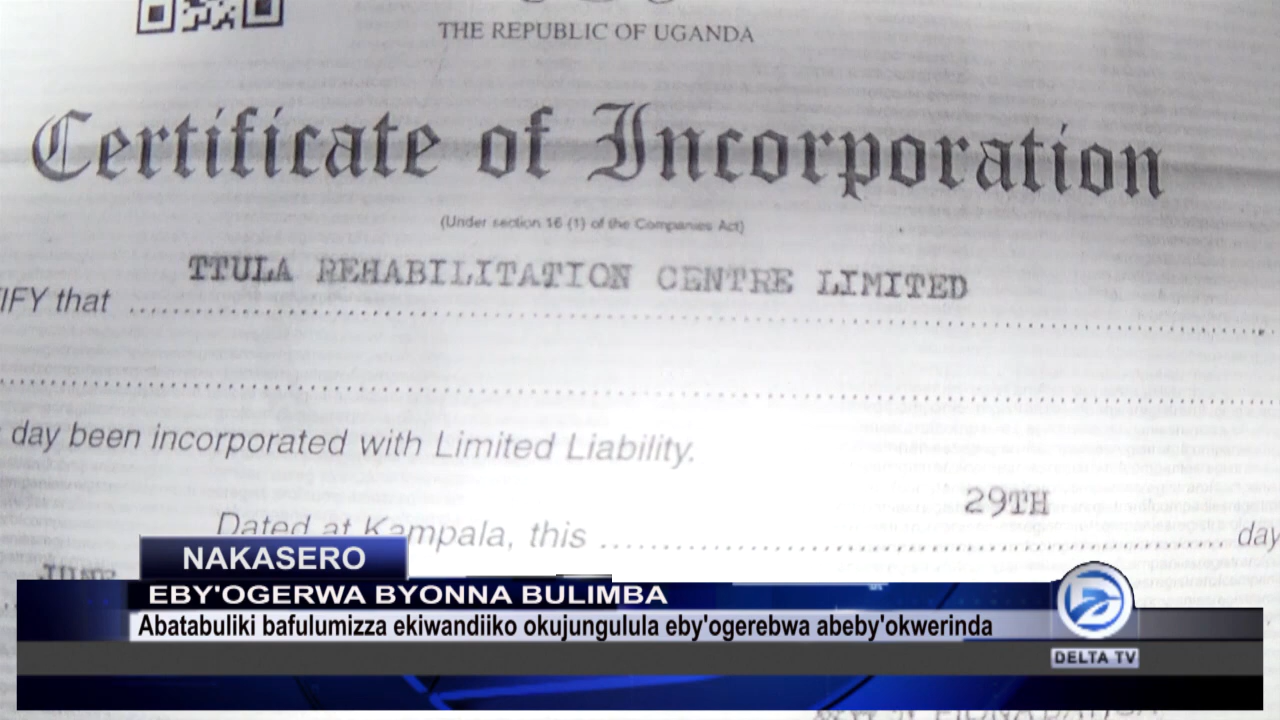 THE REPUBLIC OF UGANDA
Certificate of Incorporation
(Under section 16 (1) of the Companies Act)
TTULA REHABILITATION CENTRE LIMITED
IFY that
day been incorporated with Limited Liability.
29TH
Dated at Kampala, this day
NAKASERO
EBY'OGERWA BYONNA BULIMBA
Abatabuliki bafulumizza ekiwandiiko okujungulula eby'ogerebwa abeby'okwerinda
DELTA TV